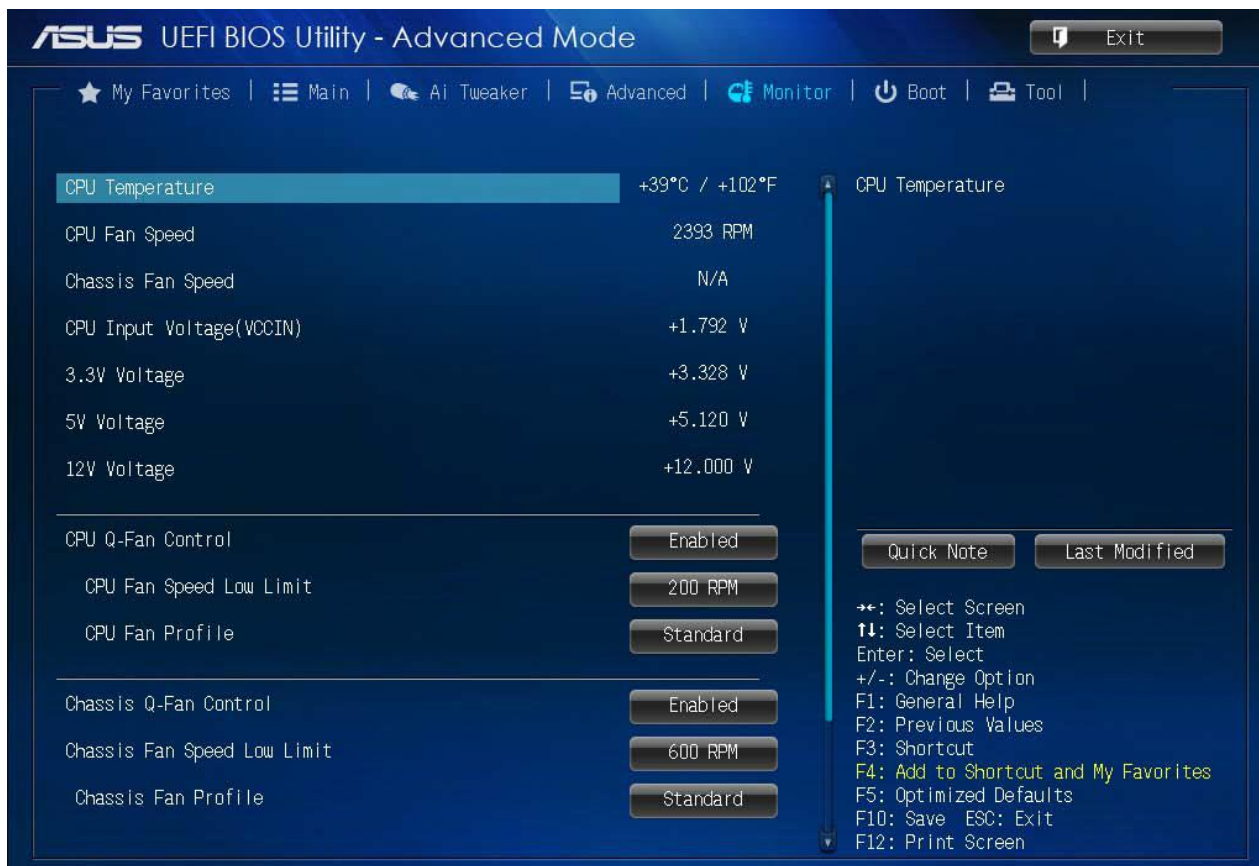 ASUS UEFI BIOS Utility - Advanced Mode
Exit
My Favorites | Main | Ai Tweaker | Advanced | Monitor | Boot | Tool |
CPU Temperature +39°C / +102°F
CPU Fan Speed 2393 RPM
Chassis Fan Speed N/A
CPU Input Voltage(VCCIN) +1.792 V
3.3V Voltage +3.328 V
5V Voltage +5.120 V
12V Voltage +12.000 V
CPU Q-Fan Control Enabled
CPU Fan Speed Low Limit 200 RPM
CPU Fan Profile Standard
Chassis Q-Fan Control Enabled
Chassis Fan Speed Low Limit 600 RPM
Chassis Fan Profile Standard
CPU Temperature
Quick Note Last Modified
→←: Select Screen
↑↓: Select Item
Enter: Select
+/-: Change Option
F1: General Help
F2: Previous Values
F3: Shortcut
F4: Add to Shortcut and My Favorites
F5: Optimized Defaults
F10: Save ESC: Exit
F12: Print Screen